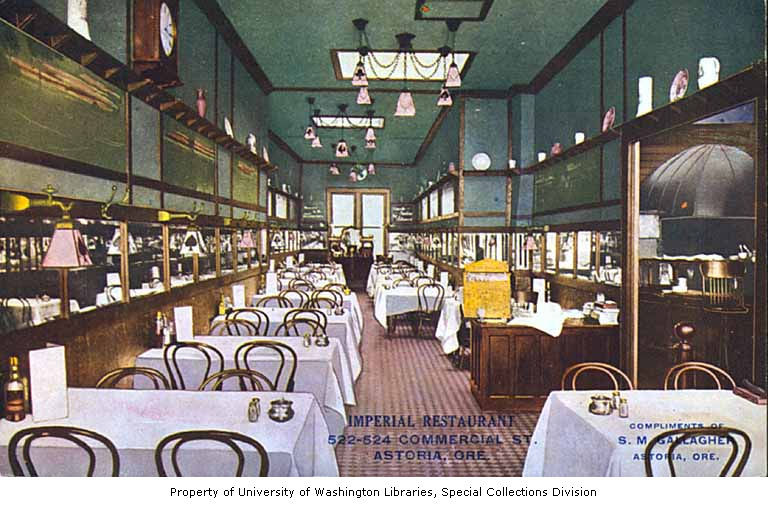 IMPERIAL RESTAURANT
522-524 COMMERCIAL ST.
ASTORIA, ORE.
COMPLIMENTS OF
S. M. GALLAGHER
ASTORIA, ORE.
Property of University of Washington Libraries, Special Collections Division